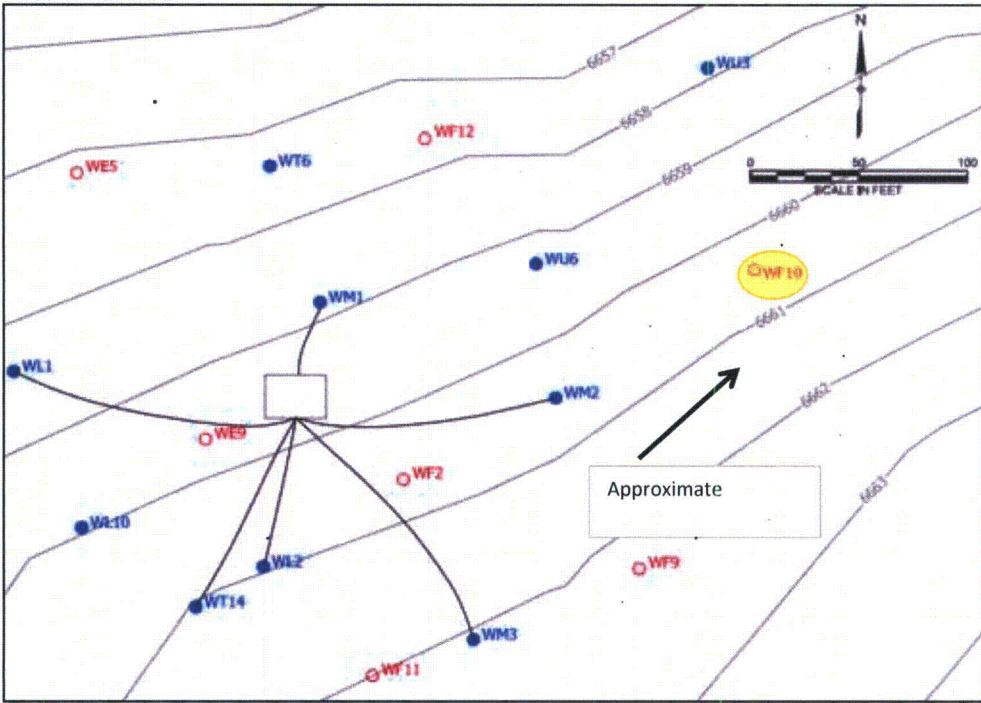 N
6657
WU3
WF12
6658
WE5
WT6
0 50 100
SCALE IN FEET
6659
6660
WU6
WF10
WM1
6661
WL1
WM2
6662
WE9
WF2
Approximate
6663
WL10
WL2
WF9
WT14
WM3
WF11